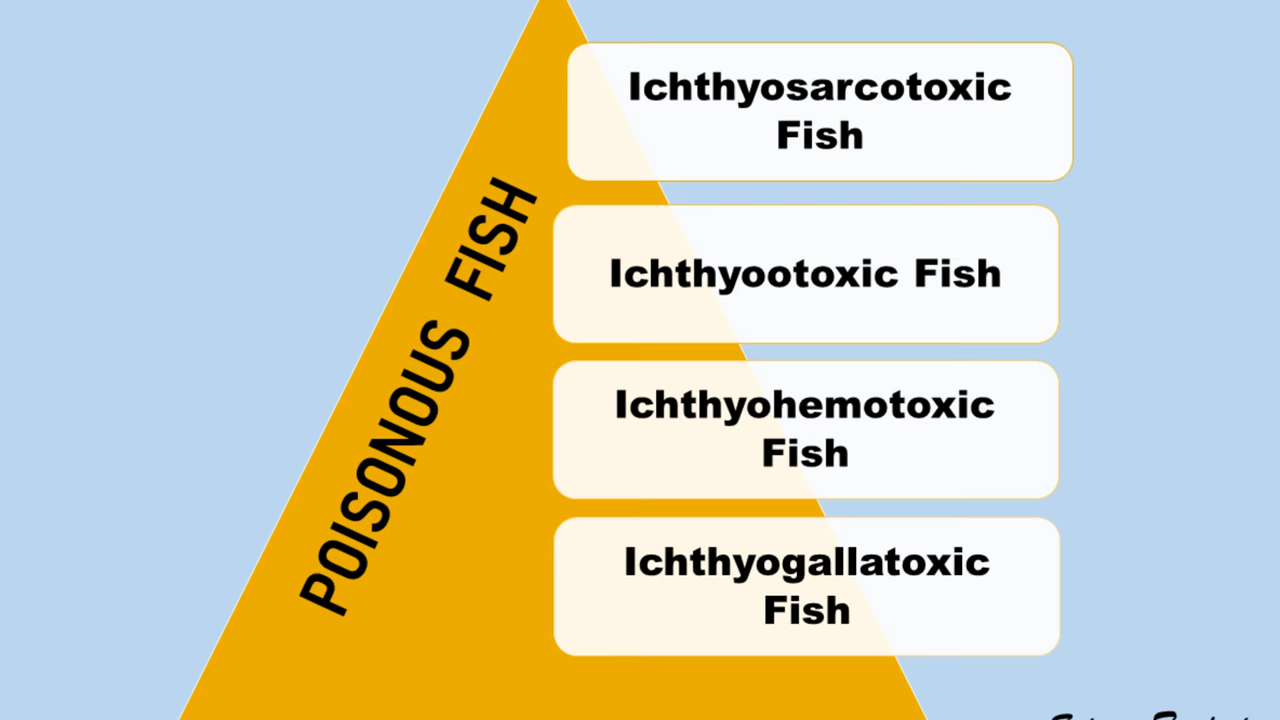 POISONOUS FISH
Ichthyosarcotoxic
Fish
Ichthyootoxic Fish
Ichthyohemotoxic
Fish
Ichthyogallatoxic
Fish